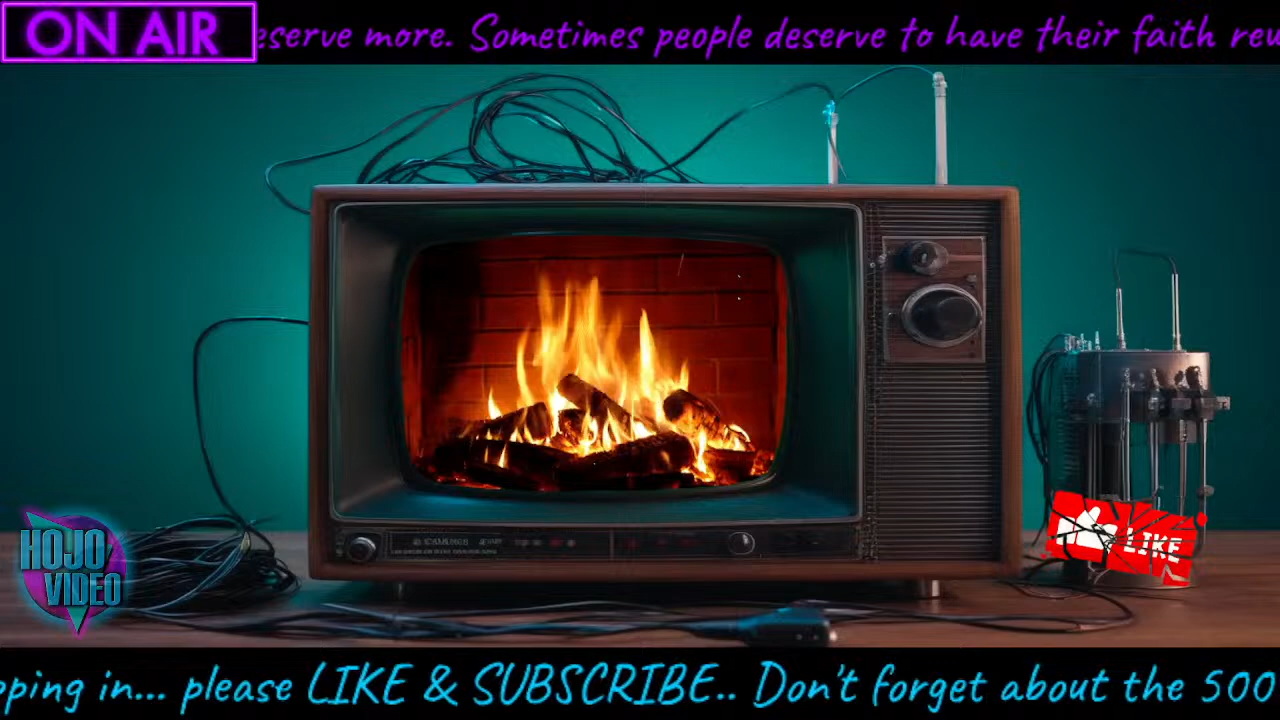 ON AIR
eserve more. Sometimes people deserve to have their faith rew
HOJO
VIDEO
LIKE
pping in... please LIKE & SUBSCRIBE.. Don't forget about the 500